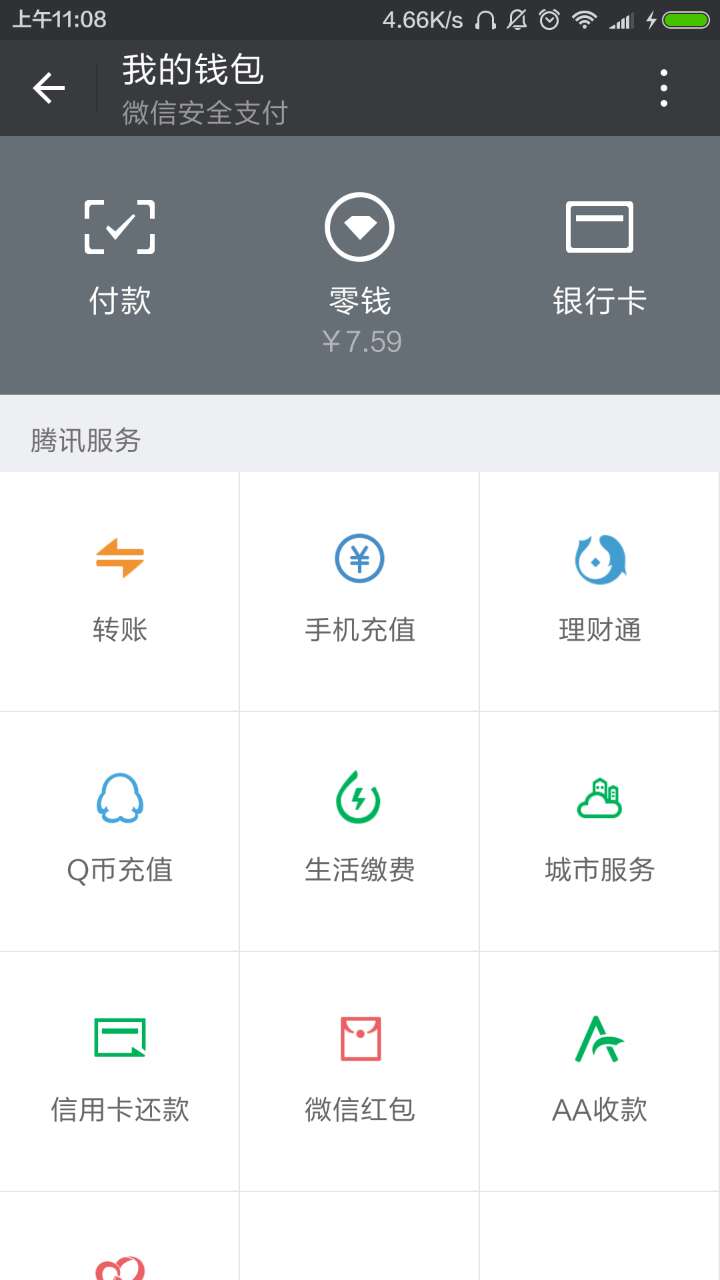 上午11:08 4.66K/s
我的钱包
微信安全支付
付款 零钱 银行卡
￥7.59
腾讯服务
转账 手机充值 理财通
Q币充值 生活缴费 城市服务
信用卡还款 微信红包 AA收款